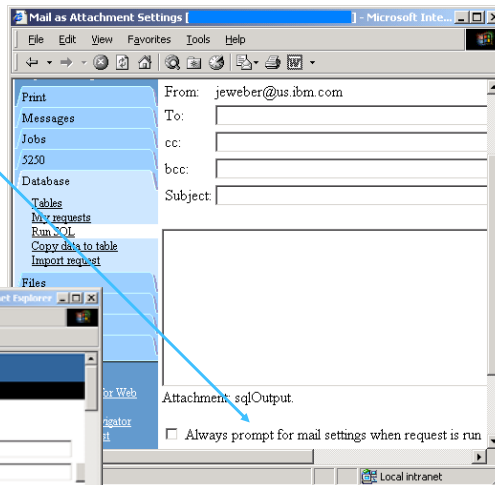 Mail as Attachment Settings [ ] - Microsoft Inte...
File Edit View Favorites Tools Help
Print
Messages
Jobs
5250
Database
Tables
My requests
Run SQL
Copy data to table
Import request
Files
From: jeweber@us.ibm.com
To:
cc:
bcc:
Subject:
Attachment: sqlOutput.
Always prompt for mail settings when request is run
Explorer
for Web
Local intranet